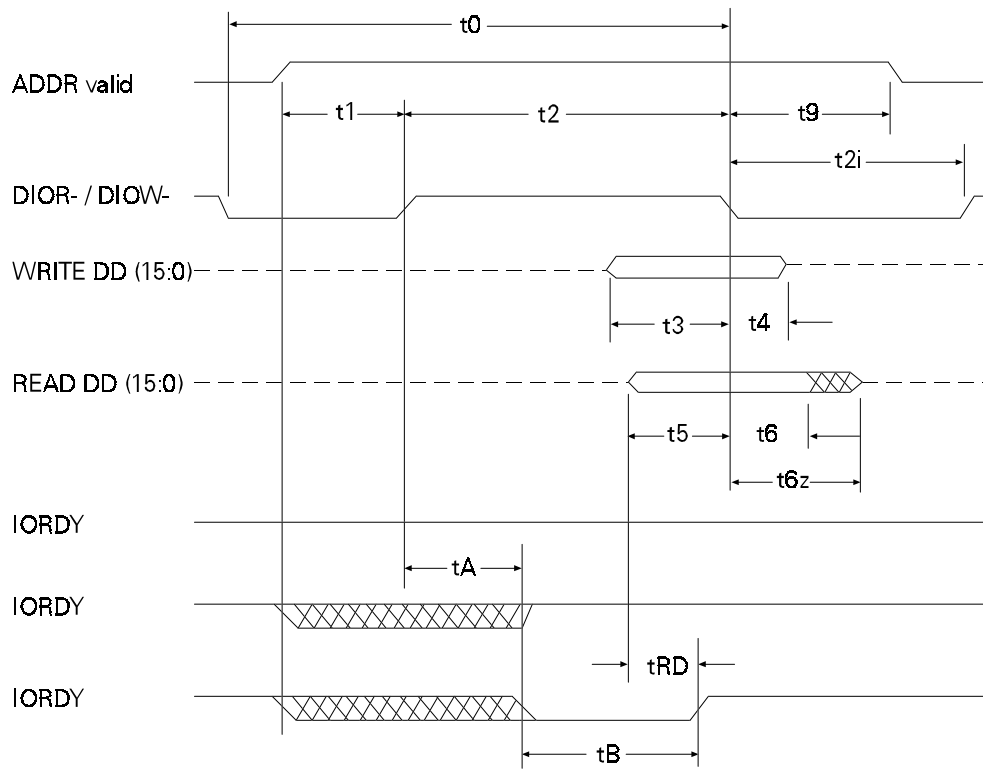 t0
ADDR valid
t1 t2 t9
t2i
DIOR- / DIOW-
WRITE DD (15:0)
t3 t4
READ DD (15:0)
t5 t6
t6z
IORDY
tA
IORDY
tRD
IORDY
tB